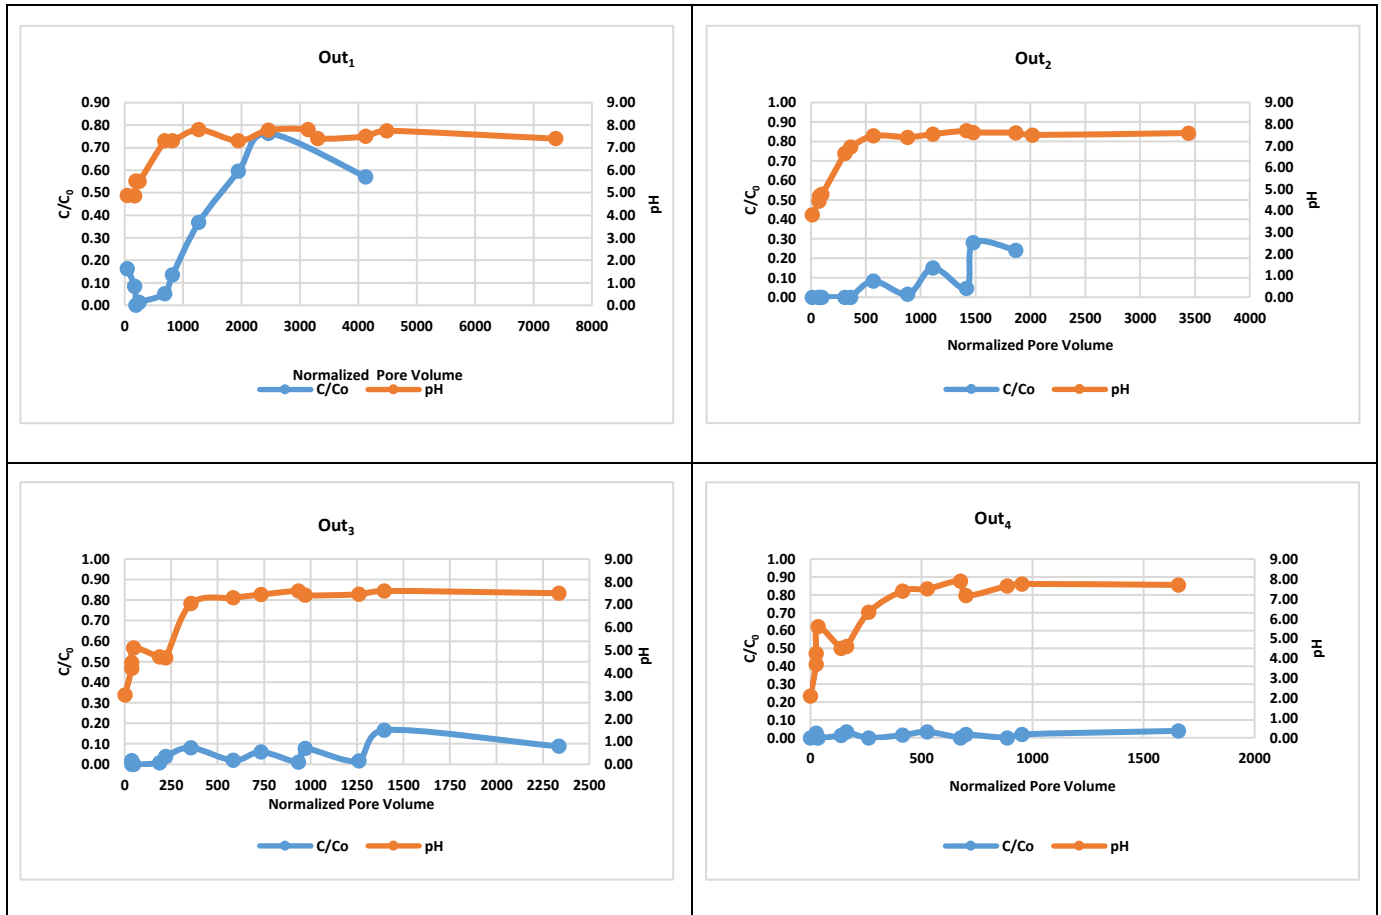 Out1
0.90 9.00
0.80 8.00
0.70 7.00
0.60 6.00
0.50 5.00
0.40 4.00
0.30 3.00
0.20 2.00
0.10 1.00
0.00 0.00
C/C0
pH
0 1000 2000 3000 4000 5000 6000 7000 8000
Normalized Pore Volume
C/Co pH
Out2
1.00 9.00
0.90 8.00
0.80 7.00
0.70 6.00
0.60 5.00
0.50 4.00
0.40 3.00
0.30 2.00
0.20 1.00
0.10 0.00
0.00
C/C0
pH
0 500 1000 1500 2000 2500 3000 3500 4000
Normalized Pore Volume
C/Co pH
Out3
1.00 9.00
0.90 8.00
0.80 7.00
0.70 6.00
0.60 5.00
0.50 4.00
0.40 3.00
0.30 2.00
0.20 1.00
0.10 0.00
0.00
C/C0
pH
0 250 500 750 1000 1250 1500 1750 2000 2250 2500
Normalized Pore Volume
C/Co pH
Out4
1.00 9.00
0.90 8.00
0.80 7.00
0.70 6.00
0.60 5.00
0.50 4.00
0.40 3.00
0.30 2.00
0.20 1.00
0.10 0.00
0.00
C/C0
pH
0 500 1000 1500 2000
Normalized Pore Volume
C/Co pH